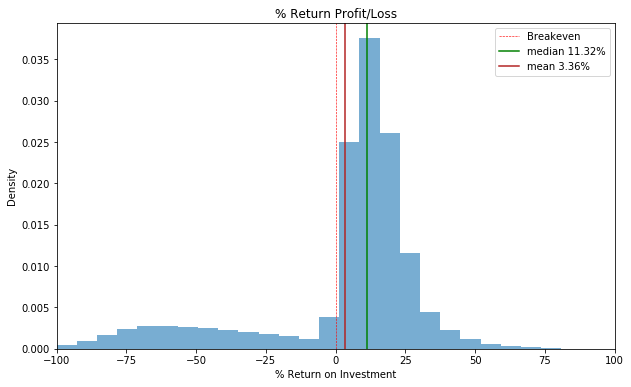 % Return Profit/Loss
Breakeven
median 11.32%
mean 3.36%
Density
0.035
0.030
0.025
0.020
0.015
0.010
0.005
0.000
−100
−75
−50
−25
0
25
50
75
100
% Return on Investment